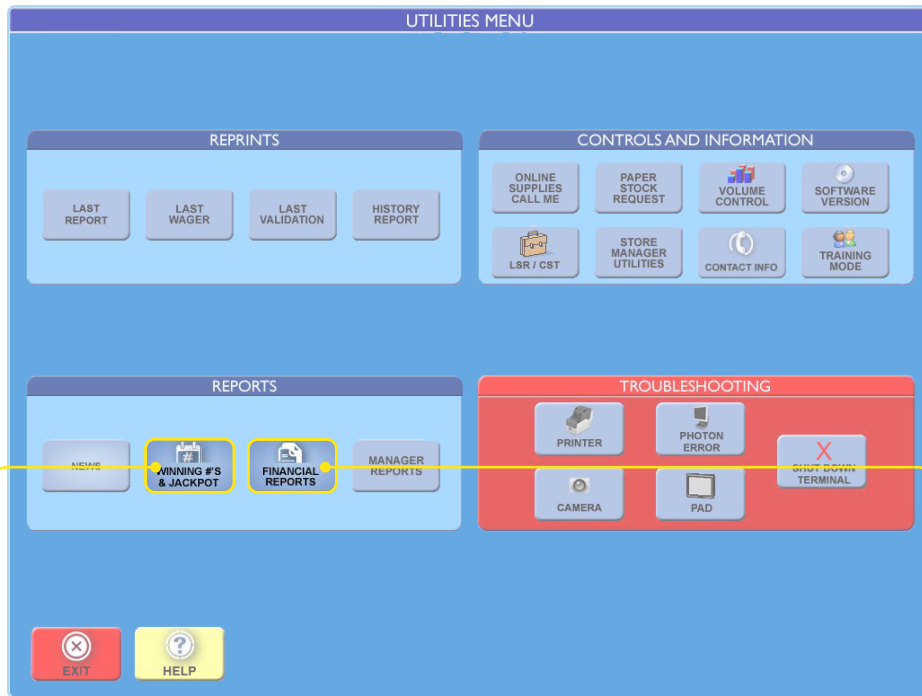 UTILITIES MENU
REPRINTS
LAST
REPORT
LAST
WAGER
LAST
VALIDATION
HISTORY
REPORT
CONTROLS AND INFORMATION
ONLINE
SUPPLIES
CALL ME
PAPER
STOCK
REQUEST
VOLUME
CONTROL
SOFTWARE
VERSION
LSR / CST
STORE
MANAGER
UTILITIES
CONTACT INFO
TRAINING
MODE
REPORTS
NEWS
#
WINNING #'S
& JACKPOT
FINANCIAL
REPORTS
MANAGER
REPORTS
TROUBLESHOOTING
PRINTER
PHOTON
ERROR
CAMERA
PAD
X
SHUT DOWN
TERMINAL
EXIT
?
HELP